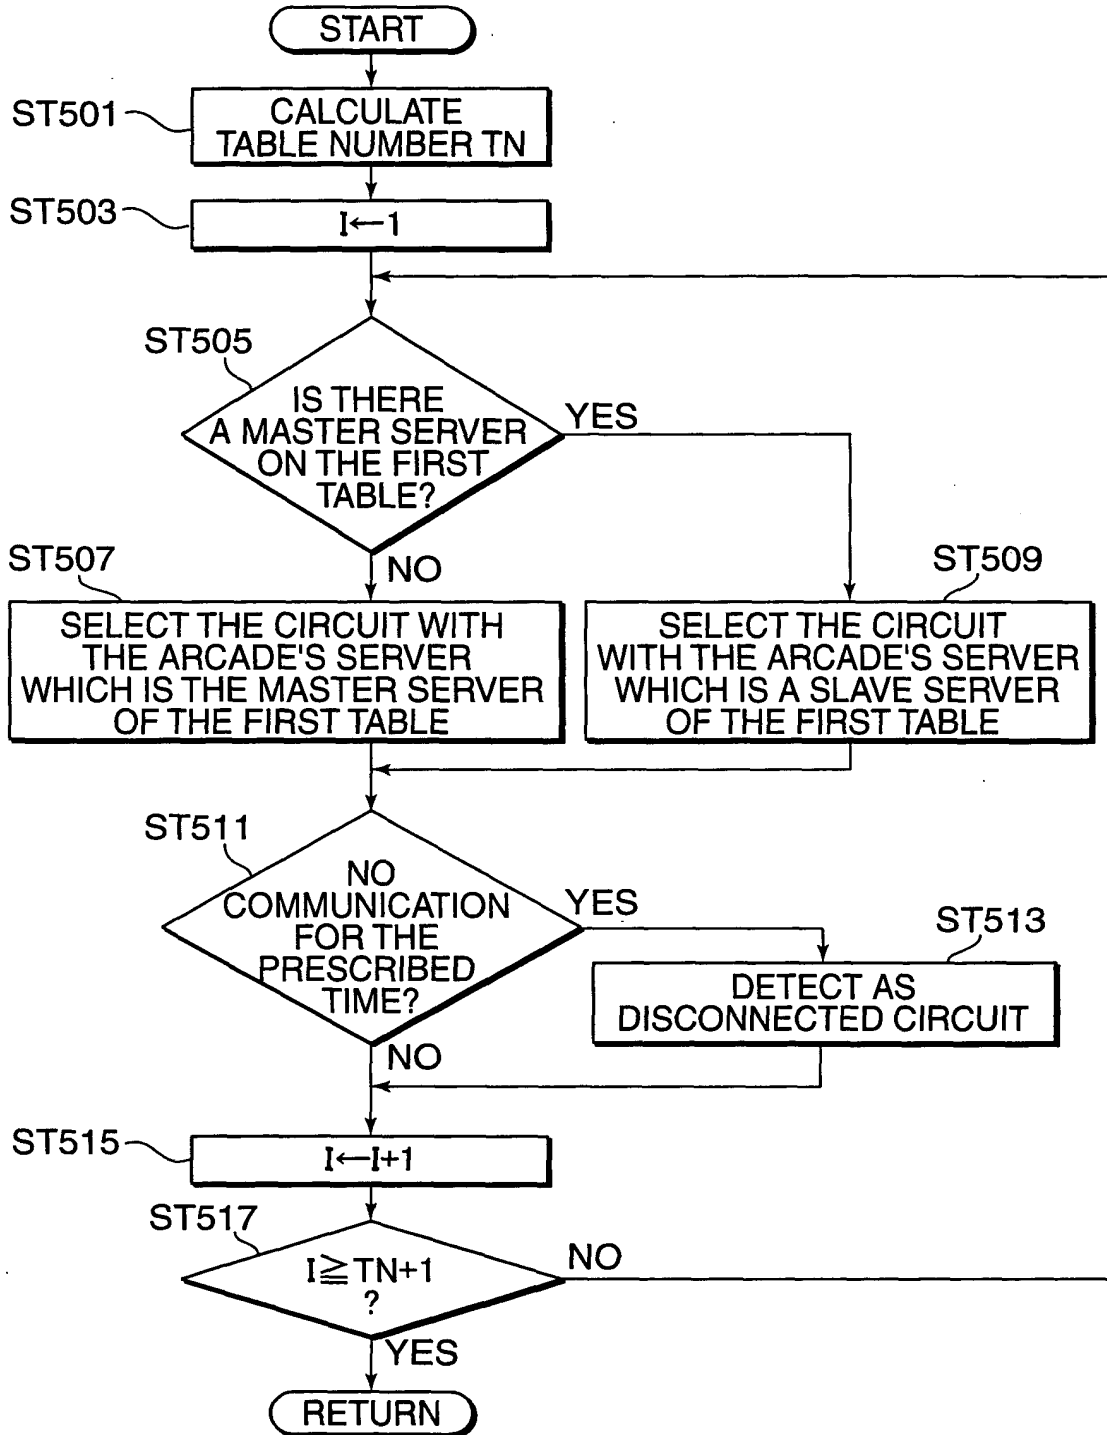 START
ST501
CALCULATE
TABLE NUMBER TN
ST503
I←1
ST505
IS THERE
A MASTER SERVER
ON THE FIRST
TABLE?
YES
NO
ST507
SELECT THE CIRCUIT WITH
THE ARCADE'S SERVER
WHICH IS THE MASTER SERVER
OF THE FIRST TABLE
ST509
SELECT THE CIRCUIT
WITH THE ARCADE'S SERVER
WHICH IS A SLAVE SERVER
OF THE FIRST TABLE
ST511
NO
COMMUNICATION
FOR THE
PRESCRIBED
TIME?
YES
NO
ST513
DETECT AS
DISCONNECTED CIRCUIT
ST515
I←I+1
ST517
I≧TN+1
?
NO
YES
RETURN